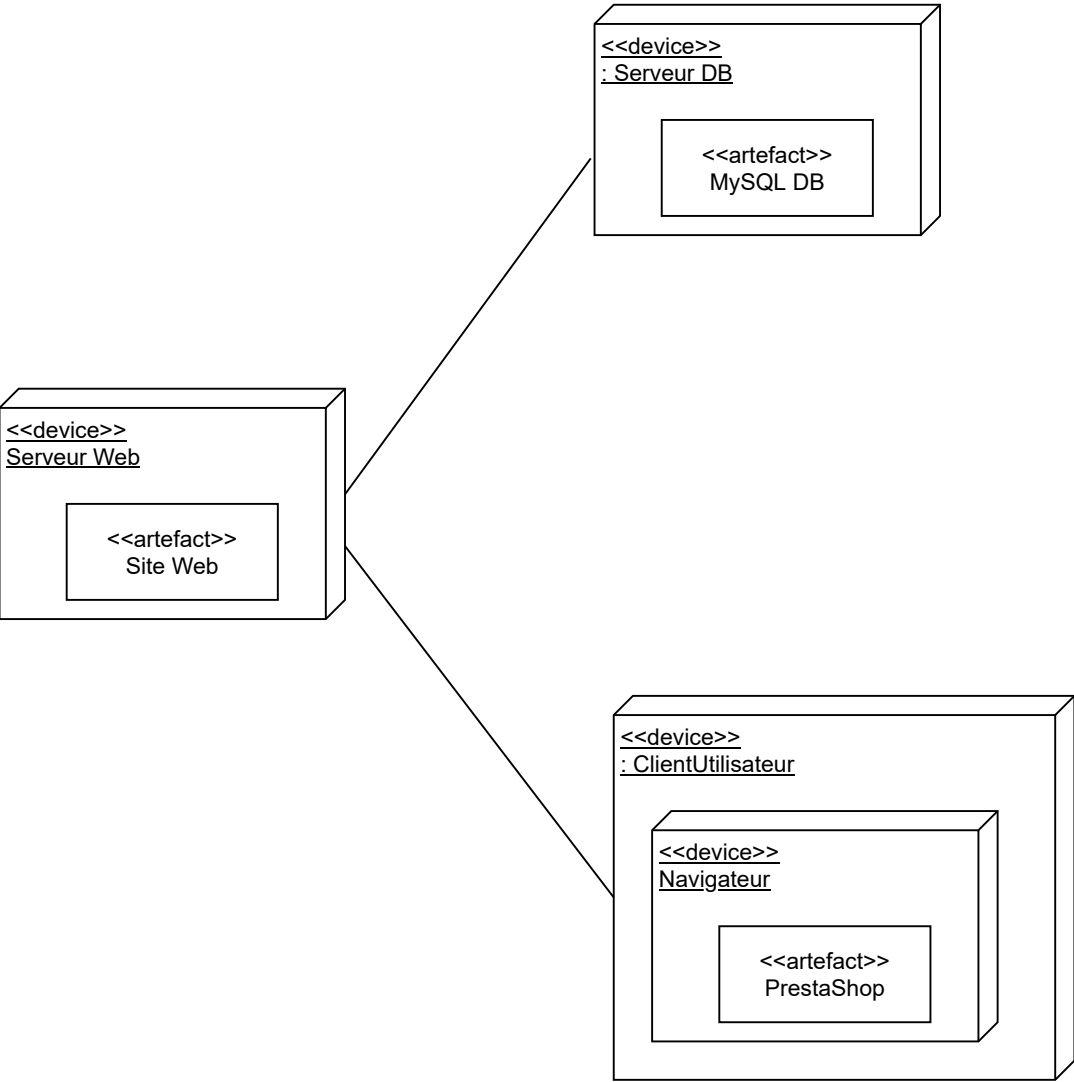 <<device>>
: Serveur DB
<<artefact>>
MySQL DB
<<device>>
Serveur Web
<<artefact>>
Site Web
<<device>>
: ClientUtilisateur
<<device>>
Navigateur
<<artefact>>
PrestaShop